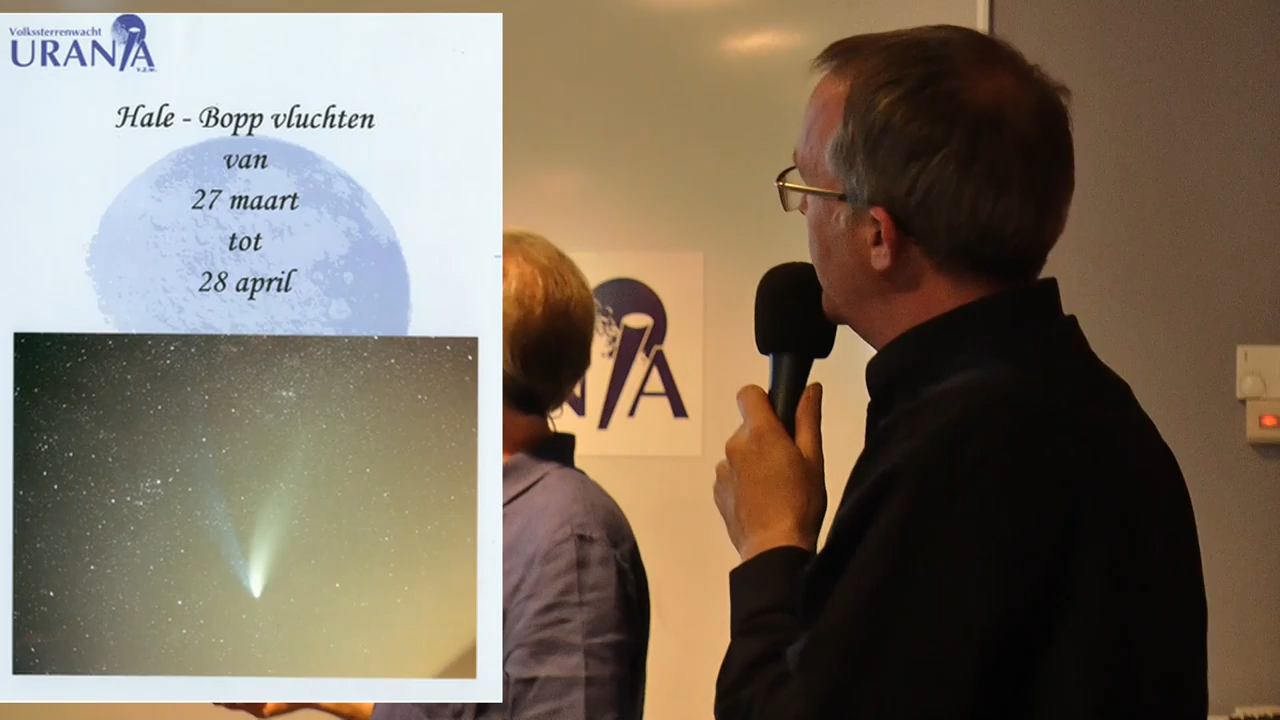 Volkssterrenwacht
URANIA
v.z.w.
Hale - Bopp vluchten
van
27 maart
tot
28 april
NIA